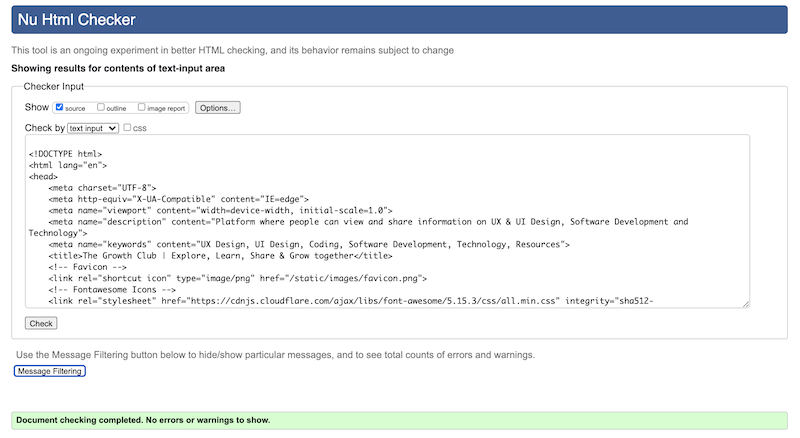 Nu Html Checker
This tool is an ongoing experiment in better HTML checking, and its behavior remains subject to change
Showing results for contents of text-input area
Checker Input
Show source outline image report Options...
Check by text input css
<!DOCTYPE html>
<html lang="en">
<head>
    <meta charset="UTF-8">
    <meta http-equiv="X-UA-Compatible" content="IE=edge">
    <meta name="viewport" content="width=device-width, initial-scale=1.0">
    <meta name="description" content="Platform where people can view and share information on UX & UI Design, Software Development and
Technology">
    <meta name="keywords" content="UX Design, UI Design, Coding, Software Development, Technology, Resources">
    <title>The Growth Club | Explore, Learn, Share & Grow together</title>
    <!-- Favicon -->
    <link rel="shortcut icon" type="image/png" href="/static/images/favicon.png">
    <!-- Fontawesome Icons -->
    <link rel="stylesheet" href="https://cdnjs.cloudflare.com/ajax/libs/font-awesome/5.15.3/css/all.min.css" integrity="sha512-
Check
Use the Message Filtering button below to hide/show particular messages, and to see total counts of errors and warnings.
Message Filtering
Document checking completed. No errors or warnings to show.